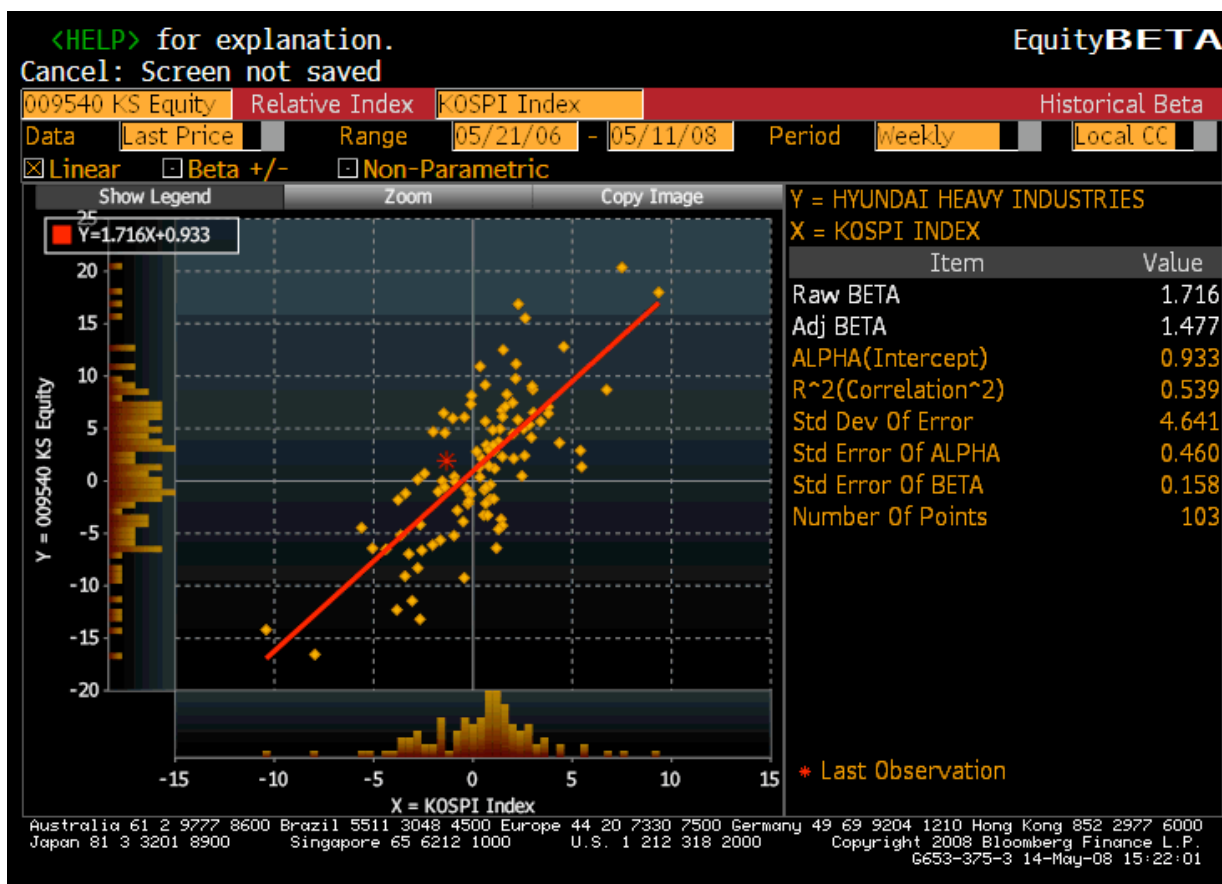 <HELP> for explanation. EquityBETA
Cancel: Screen not saved
009540 KS Equity Relative Index KOSPI Index Historical Beta
Data Last Price Range 05/21/06 - 05/11/08 Period Weekly Local CC
Linear Beta +/- Non-Parametric
Show Legend Zoom Copy Image
Y = HYUNDAI HEAVY INDUSTRIES
X = KOSPI INDEX
Item Value
Raw BETA 1.716
Adj BETA 1.477
ALPHA(Intercept) 0.933
R^2(Correlation^2) 0.539
Std Dev Of Error 4.641
Std Error Of ALPHA 0.460
Std Error Of BETA 0.158
Number Of Points 103
* Last Observation
Y=1.716X+0.933
25
20
15
10
5
0
-5
-10
-15
-20
Y = 009540 KS Equity
-15 -10 -5 0 5 10 15
X = KOSPI Index
Australia 61 2 9777 8600 Brazil 5511 3048 4500 Europe 44 20 7330 7500 Germany 49 69 9204 1210 Hong Kong 852 2977 6000
Japan 81 3 3201 8900 Singapore 65 6212 1000 U.S. 1 212 318 2000 Copyright 2008 Bloomberg Finance L.P.
G653-375-3 14-May-08 15:22:01